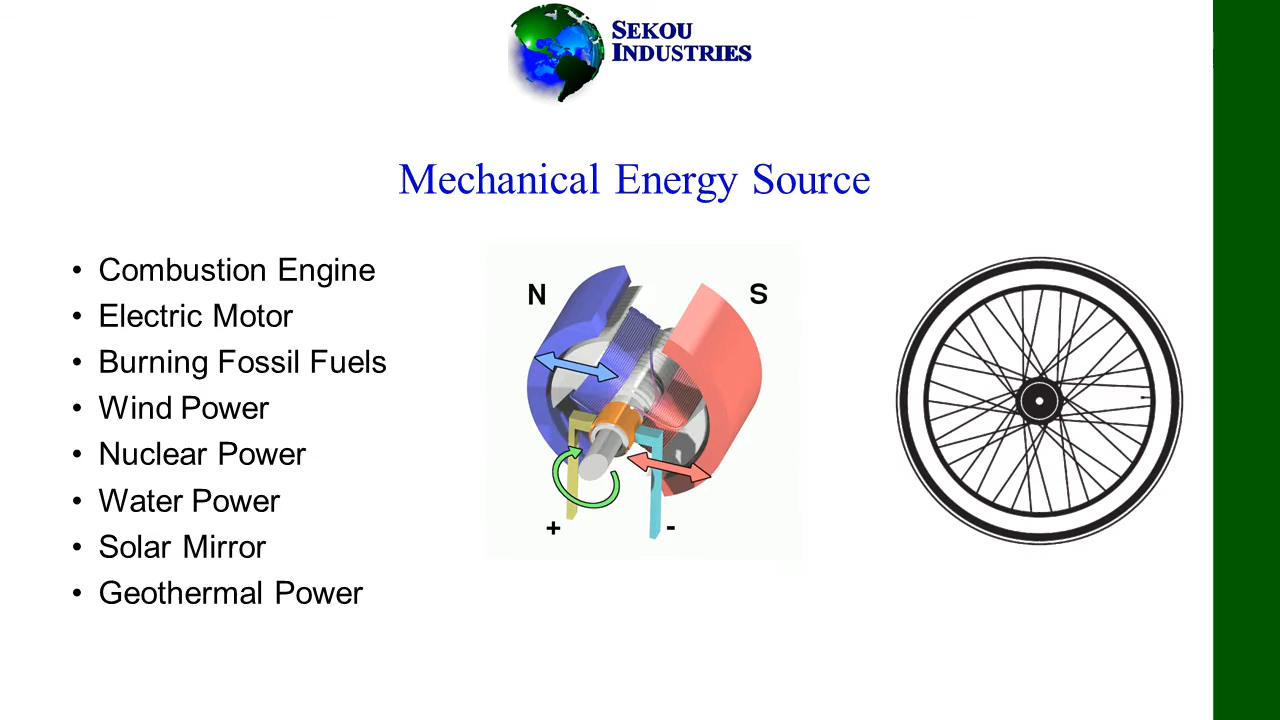 SEKOU
INDUSTRIES
Mechanical Energy Source
• Combustion Engine
• Electric Motor
• Burning Fossil Fuels
• Wind Power
• Nuclear Power
• Water Power
• Solar Mirror
• Geothermal Power
N S
+ -